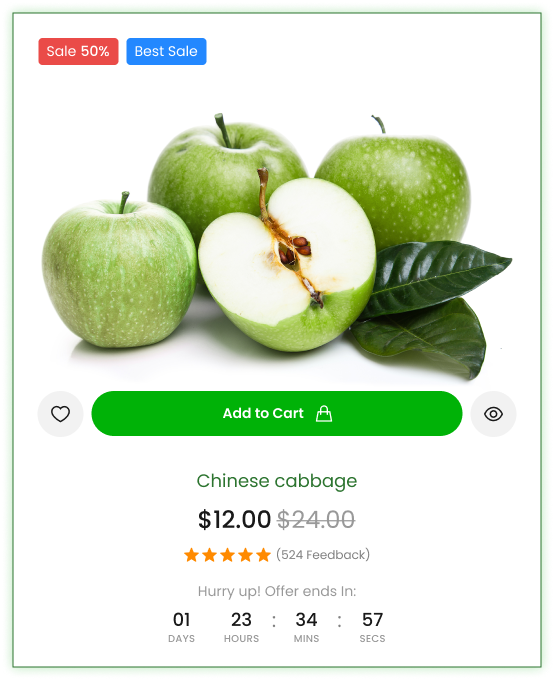 Sale 50% Best Sale
Add to Cart
Chinese cabbage
$12.00 $24.00
(524 Feedback)
Hurry up! Offer ends In:
01 23 : 34 : 57
DAYS HOURS MINS SECS